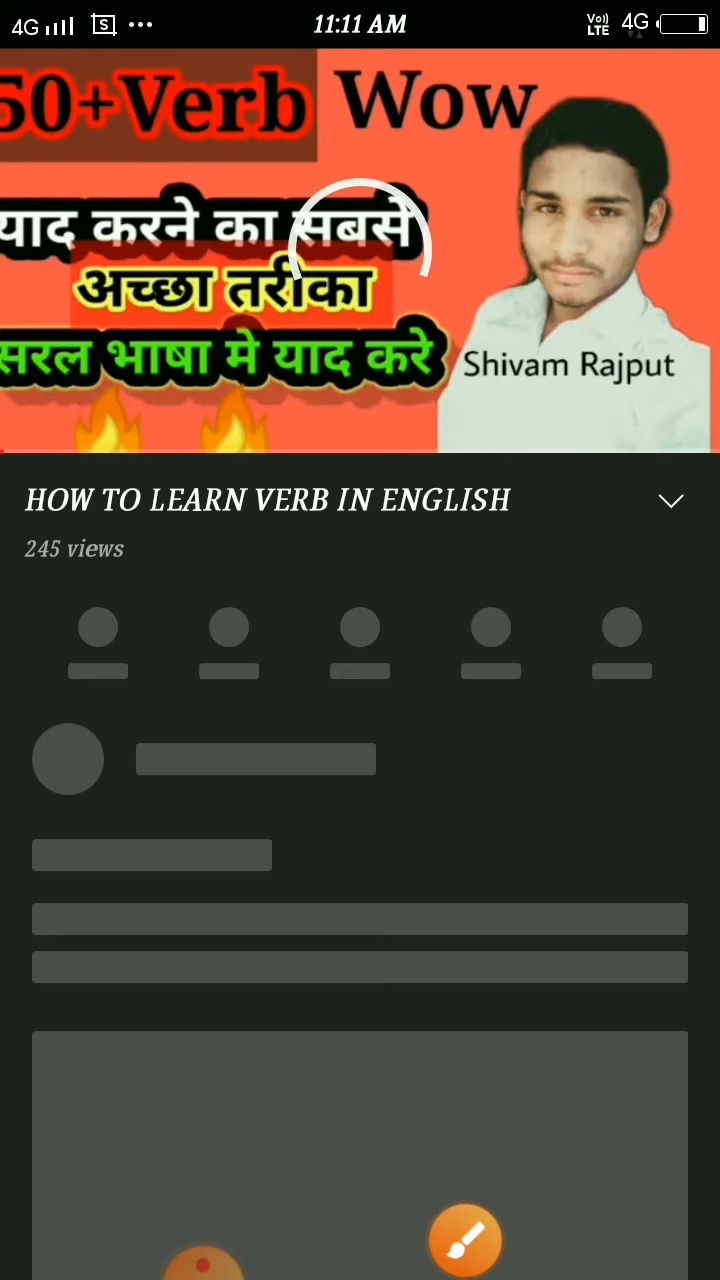 4G S 11:11 AM Vo)) LTE 4G
50+Verb Wow
याद करने का सबसे
अच्छा तरीका
सरल भाषा मे याद करे
Shivam Rajput
HOW TO LEARN VERB IN ENGLISH
245 views